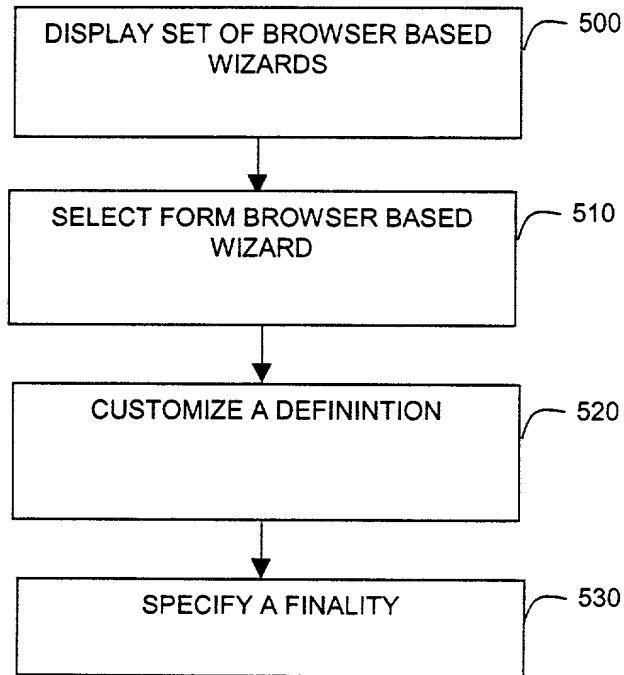 DISPLAY SET OF BROWSER BASED
WIZARDS
500
SELECT FORM BROWSER BASED
WIZARD
510
CUSTOMIZE A DEFININTION
520
SPECIFY A FINALITY
530